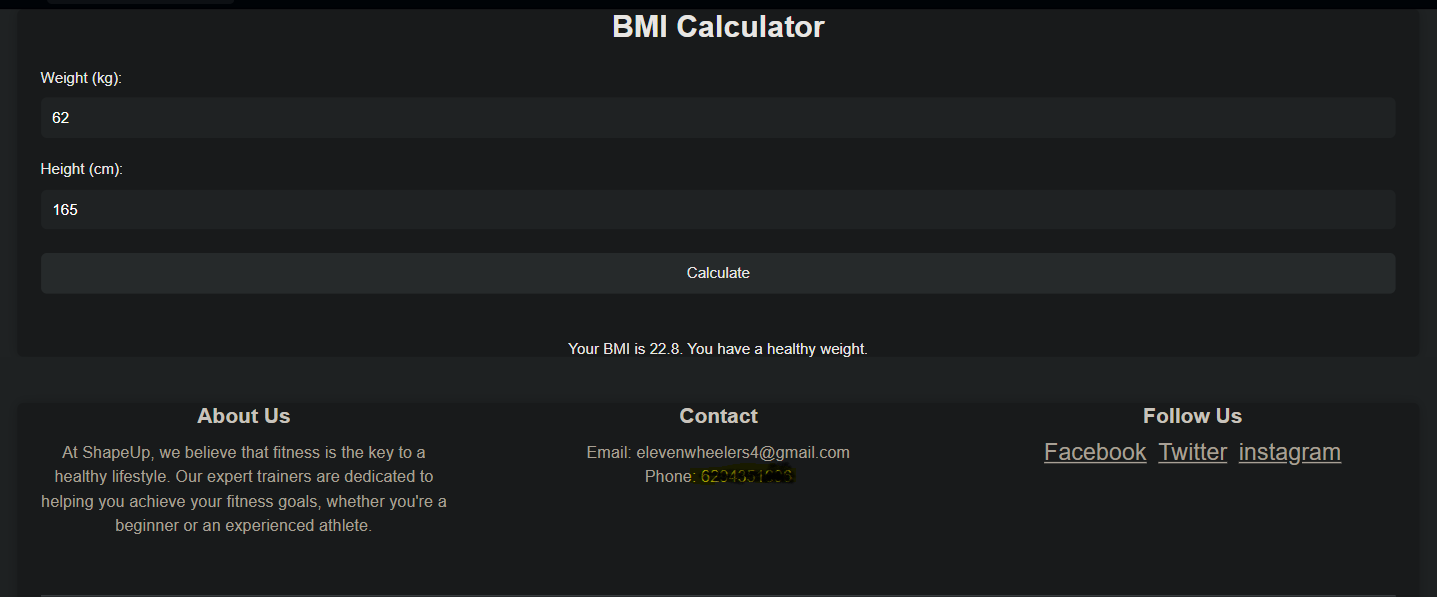 BMI Calculator
Weight (kg):
62
Height (cm):
165
Calculate
Your BMI is 22.8. You have a healthy weight.
About Us
At ShapeUp, we believe that fitness is the key to a
healthy lifestyle. Our expert trainers are dedicated to
helping you achieve your fitness goals, whether you're a
beginner or an experienced athlete.
Contact
Email: elevenwheelers4@gmail.com
Phone:
Follow Us
Facebook Twitter instagram